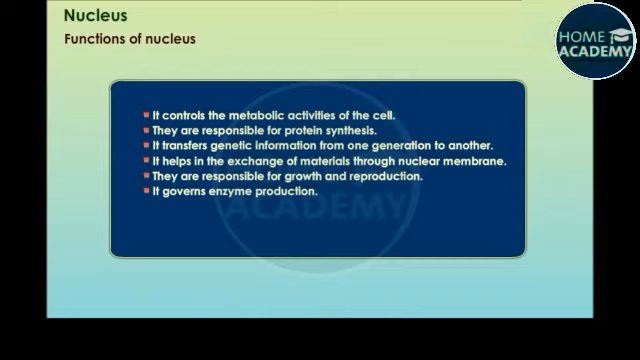 Nucleus
Functions of nucleus
HOME
ACADEMY
It controls the metabolic activities of the cell.
They are responsible for protein synthesis.
It transfers genetic information from one generation to another.
It helps in the exchange of materials through nuclear membrane.
They are responsible for growth and reproduction.
It governs enzyme production.
ACADEMY